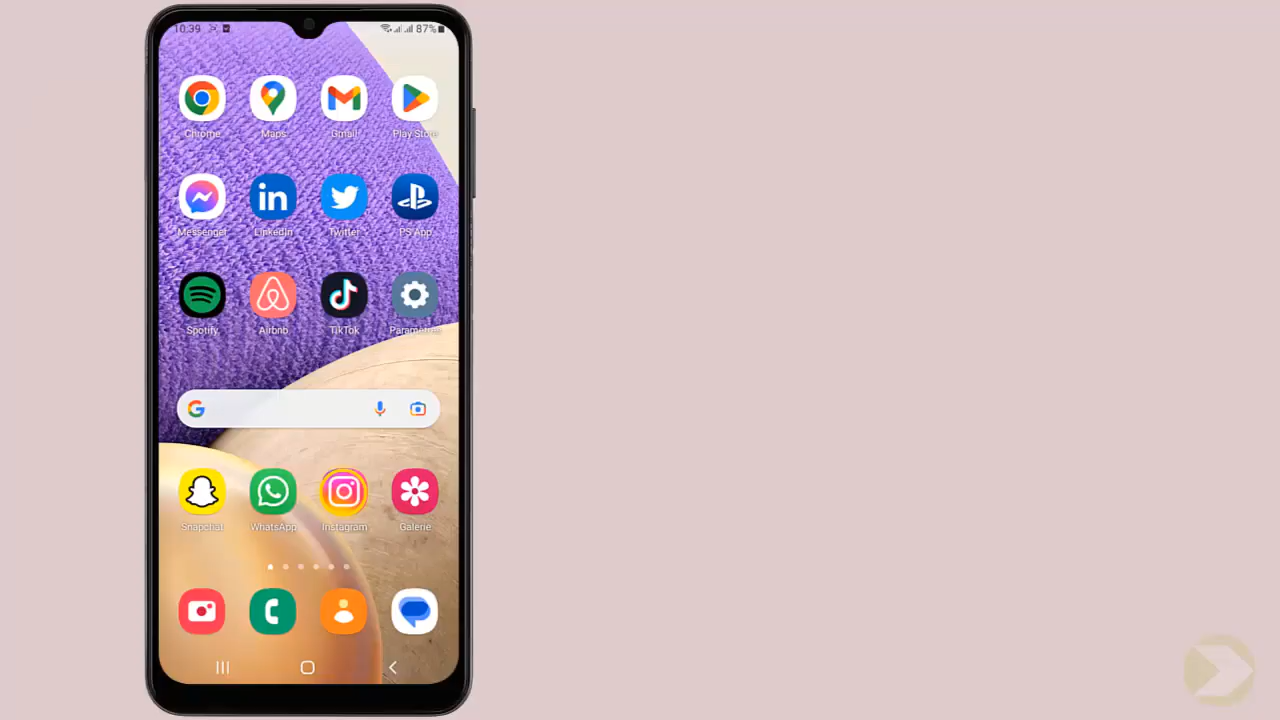 10:39 87%
Chrome Maps Gmail Play Store
Messenger LinkedIn Twitter PS App
Spotify Airbnb TikTok Paramètres
Snapchat WhatsApp Instagram Galerie